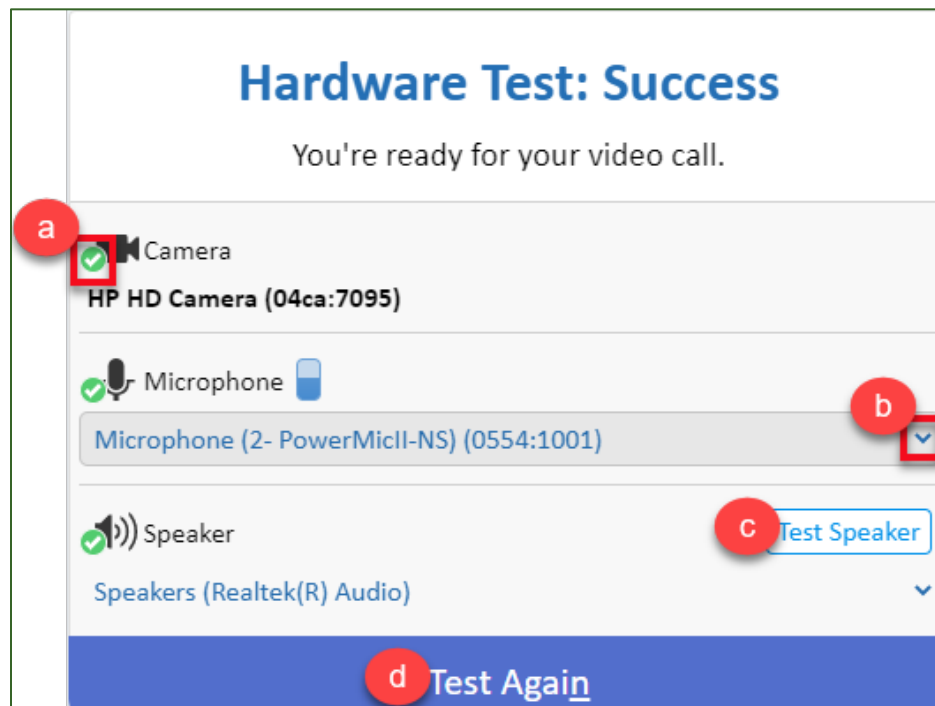 Hardware Test: Success
You're ready for your video call.
a
Camera
HP HD Camera (04ca:7095)
Microphone
b
Microphone (2- PowerMicII-NS) (0554:1001)
Speaker
c
Test Speaker
Speakers (Realtek(R) Audio)
d
Test Again